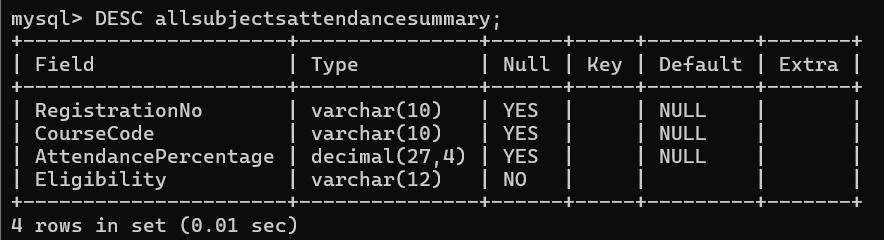 mysql> DESC allsubjectsattendancesummary;
+----------------------+---------------+------+-----+---------+-------+
| Field                | Type          | Null | Key | Default | Extra |
+----------------------+---------------+------+-----+---------+-------+
| RegistrationNo       | varchar(10)   | YES  |     | NULL    |       |
| CourseCode           | varchar(10)   | YES  |     | NULL    |       |
| AttendancePercentage | decimal(27,4) | YES  |     | NULL    |       |
| Eligibility          | varchar(12)   | NO   |     |         |       |
+----------------------+---------------+------+-----+---------+-------+
4 rows in set (0.01 sec)